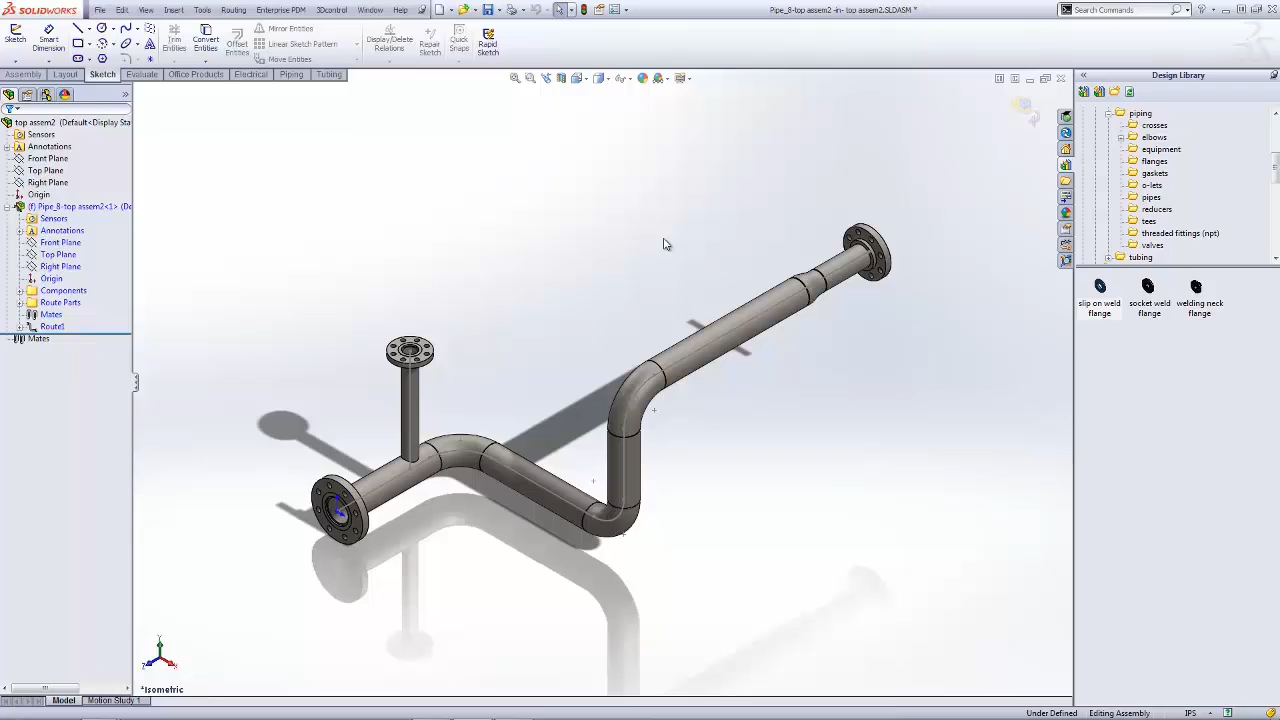 SOLIDWORKS File Edit View Insert Tools Routing Enterprise PDM 3Dcontrol Window Help Pipe_8-top assem2 -in- top assem2.SLDASM * Search Commands
Sketch Smart Dimension Trim Entities Convert Entities Offset Entities Mirror Entities Linear Sketch Pattern Move Entities Display/Delete Relations Repair Sketch Quick Snaps Rapid Sketch
Assembly Layout Sketch Evaluate Office Products Electrical Piping Tubing
Design Library
top assem2 (Default<Display Sta
Sensors
Annotations
Front Plane
Top Plane
Right Plane
Origin
(f) Pipe_8-top assem2<1> (De
Sensors
Annotations
Front Plane
Top Plane
Right Plane
Origin
Components
Route Parts
Mates
Route1
Mates
piping
crosses
elbows
equipment
flanges
gaskets
o-lets
pipes
reducers
tees
threaded fittings (npt)
valves
tubing
slip on weld flange
socket weld flange
welding neck flange
Y
Z
X
*Isometric
Model Motion Study 1
Under Defined Editing Assembly IPS